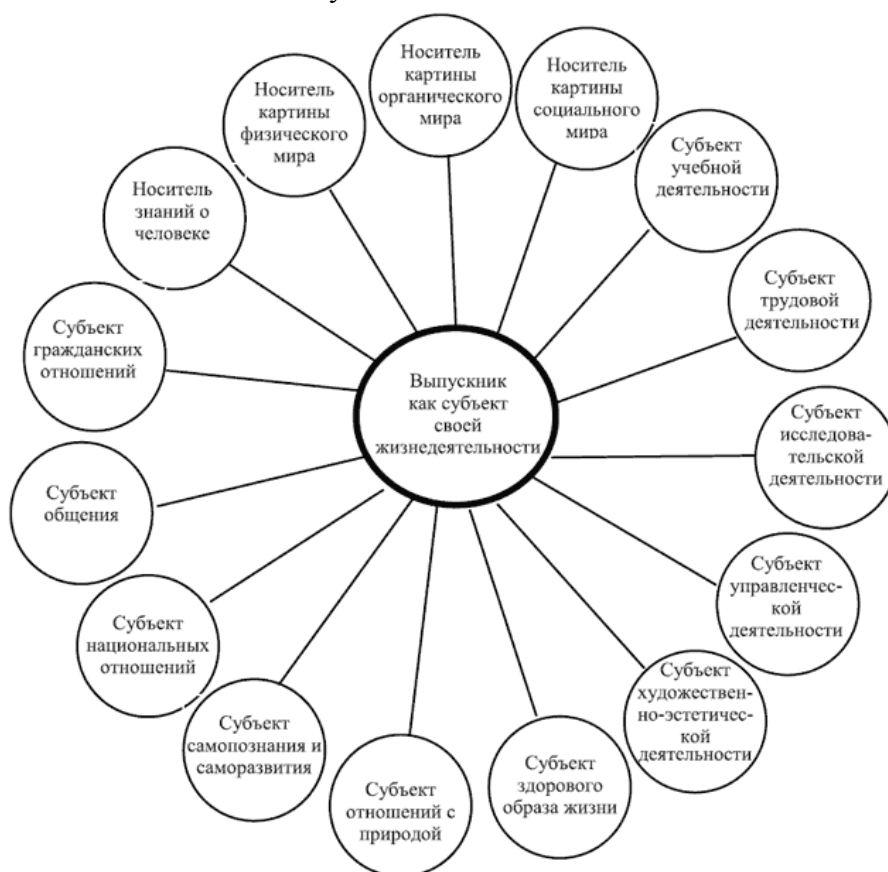 у
Носитель
картины
органического
мира
Носитель
картины
социального
мира
Субъект
учебной
деятельности
Субъект
трудовой
деятельности
Субъект
исследова-
тельской
деятельности
Субъект
управленчес-
кой
деятельности
Субъект
художествен-
но-эстетичес-
кой
деятельности
Субъект
здорового
образа жизни
Субъект
отношений с
природой
Субъект
самопознания и
саморазвития
Субъект
национальных
отношений
Субъект
общения
Субъект
гражданских
отношений
Носитель
знаний о
человеке
Носитель
картины
физического
мира
Выпускник
как субъект
своей
жизнедеятельности